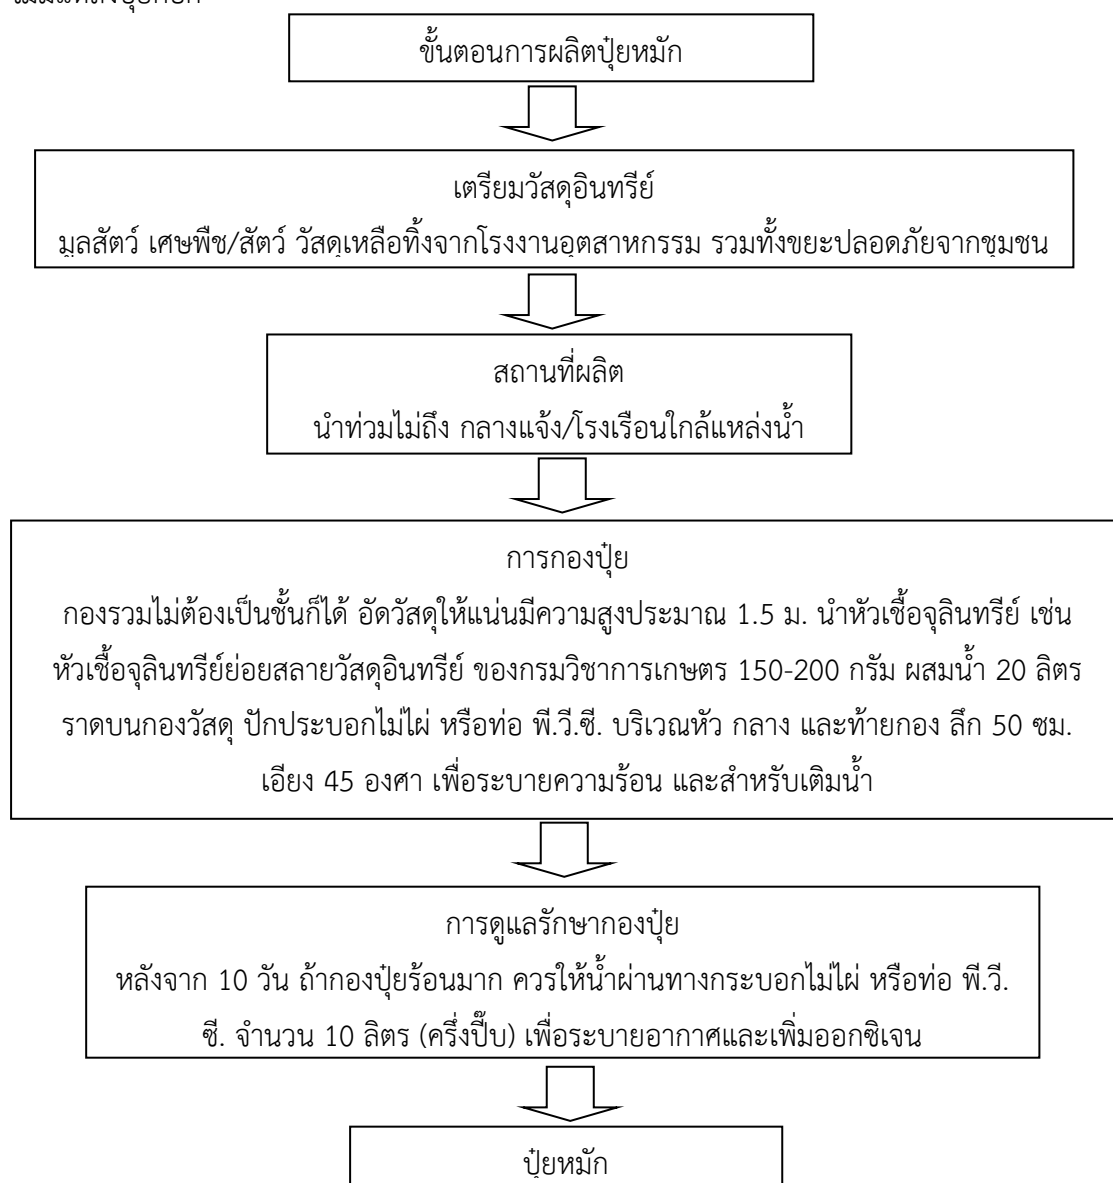 ขั้นตอนการผลิตปุ๋ยหมัก
เตรียมวัสดุอินทรีย์
มูลสัตว์ เศษพืช/สัตว์ วัสดุเหลือทิ้งจากโรงงานอุตสาหกรรม รวมทั้งขยะปลอดภัยจากชุมชน
สถานที่ผลิต
นำท่วมไม่ถึง กลางแจ้ง/โรงเรือนใกล้แหล่งน้ำ
การกองปุ๋ย
กองรวมไม่ต้องเป็นชั้นก็ได้ อัดวัสดุให้แน่นมีความสูงประมาณ 1.5 ม. นำหัวเชื้อจุลินทรีย์ เช่น
หัวเชื้อจุลินทรีย์ย่อยสลายวัสดุอินทรีย์ ของกรมวิชาการเกษตร 150-200 กรัม ผสมน้ำ 20 ลิตร
ราดบนกองวัสดุ ปักประบอกไม่ไผ่ หรือท่อ พี.วี.ซี. บริเวณหัว กลาง และท้ายกอง ลึก 50 ซม.
เอียง 45 องศา เพื่อระบายความร้อน และสำหรับเติมน้ำ
การดูแลรักษากองปุ๋ย
หลังจาก 10 วัน ถ้ากองปุ๋ยร้อนมาก ควรให้น้ำผ่านทางกระบอกไม่ไผ่ หรือท่อ พี.วี.
ซี. จำนวน 10 ลิตร (ครึ่งปี๊บ) เพื่อระบายอากาศและเพิ่มออกซิเจน
ปุ๋ยหมัก